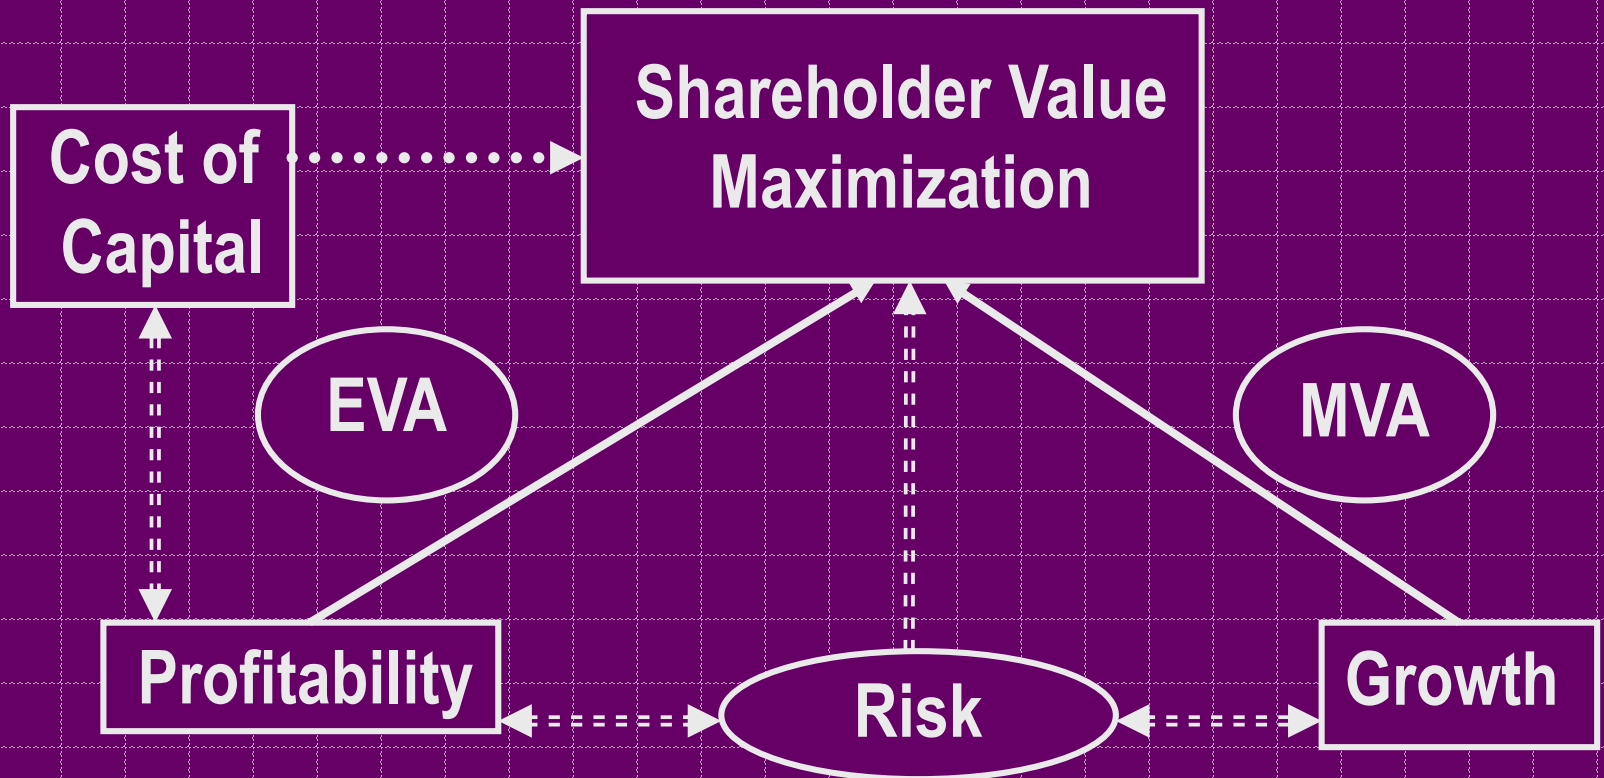 Shareholder Value
Maximization
Cost of
Capital
EVA
MVA
Profitability
Risk
Growth